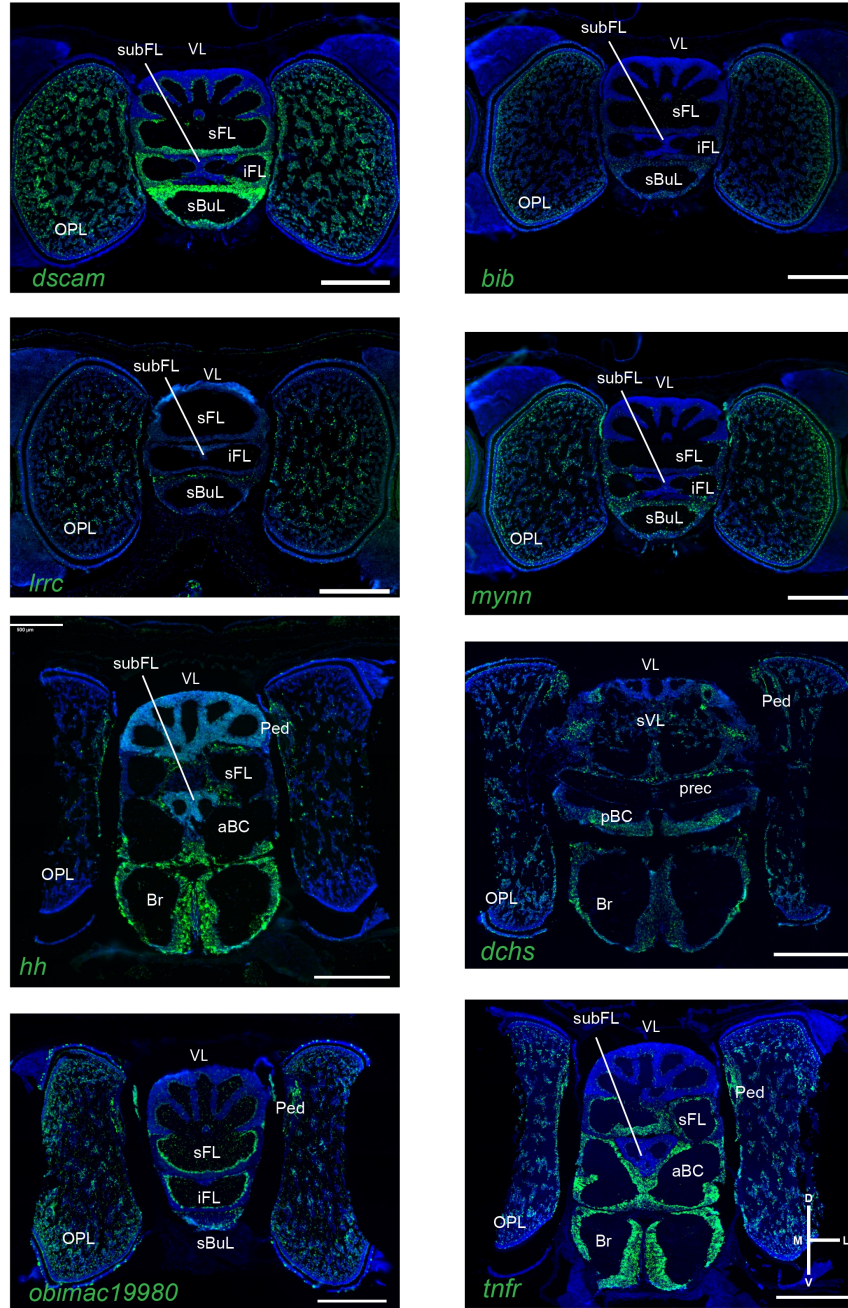 subFL
VL
sFL
iFL
sBuL
OPL
dscam
subFL
VL
sFL
iFL
sBuL
OPL
bib
subFL
VL
sFL
iFL
sBuL
OPL
lrrc
subFL
VL
sFL
iFL
sBuL
OPL
mynn
500 µm
subFL
VL
Ped
sFL
aBC
OPL
Br
hh
VL
Ped
sVL
prec
pBC
OPL
Br
dchs
VL
Ped
sFL
iFL
OPL
sBuL
obimac19980
subFL
VL
Ped
sFL
aBC
OPL
Br
D
M
L
V
tnfr